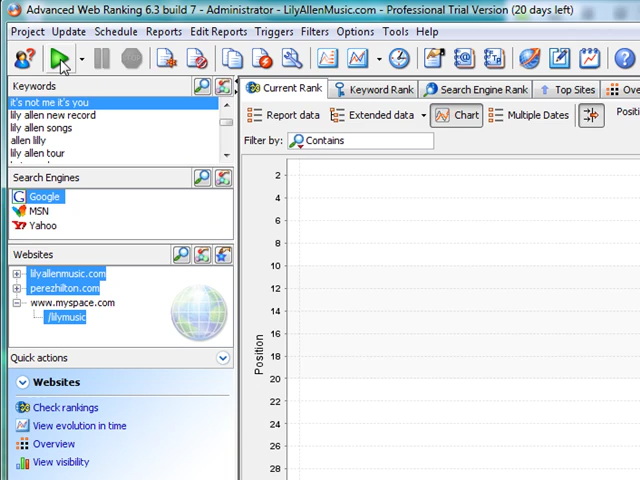 Advanced Web Ranking 6.3 build 7 - Administrator - LilyAllenMusic.com - Professional Trial Version (20 days left)
Project Update Schedule Reports Edit Reports Triggers Filters Options Tools Help
STOP
Keywords
it's not me it's you
lily allen new record
lily allen songs
allen lilly
lily allen tour
Search Engines
Google
MSN
Yahoo
Websites
lilyallenmusic.com
perezhilton.com
www.myspace.com
/lilymusic
Quick actions
Websites
Check rankings
View evolution in time
Overview
View visibility
Current Rank Keyword Rank Search Engine Rank Top Sites Ove
Report data Extended data Chart Multiple Dates Positi
Filter by: Contains
Position
2
4
6
8
10
12
14
16
18
20
22
24
26
28